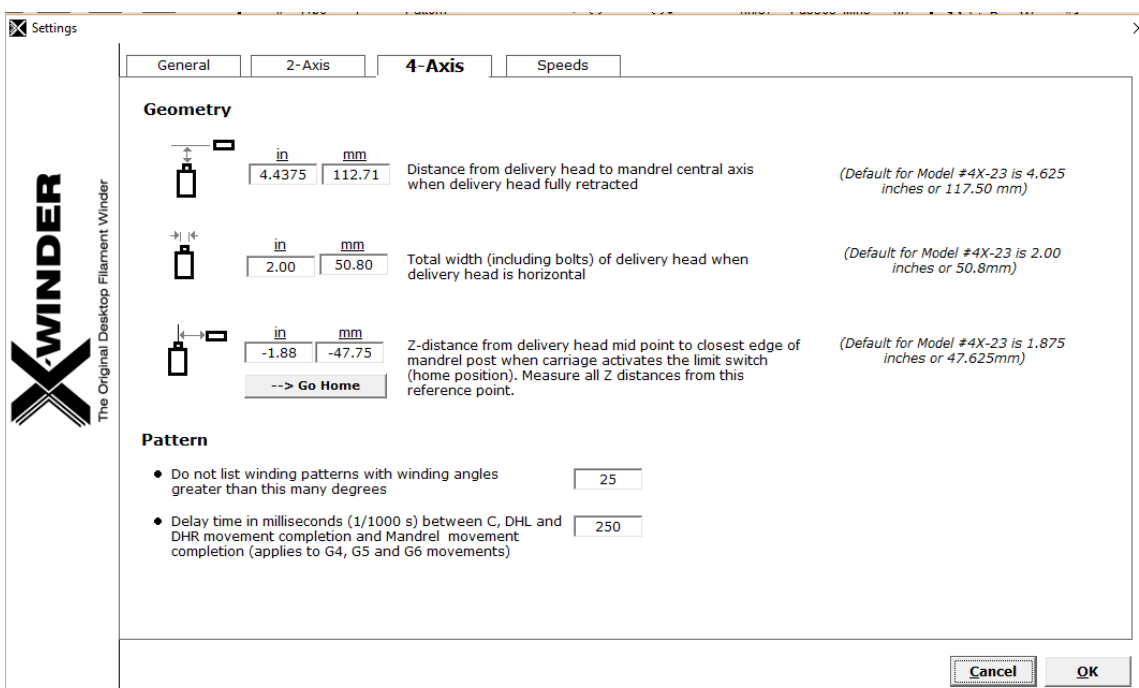 Settings
General 2-Axis 4-Axis Speeds
Geometry
in mm
4.4375 112.71
Distance from delivery head to mandrel central axis
when delivery head fully retracted
(Default for Model #4X-23 is 4.625
inches or 117.50 mm)
in mm
2.00 50.80
Total width (including bolts) of delivery head when
delivery head is horizontal
(Default for Model #4X-23 is 2.00
inches or 50.8mm)
in mm
-1.88 -47.75
--> Go Home
Z-distance from delivery head mid point to closest edge of
mandrel post when carriage activates the limit switch
(home position). Measure all Z distances from this
reference point.
(Default for Model #4X-23 is 1.875
inches or 47.625mm)
Pattern
Do not list winding patterns with winding angles
greater than this many degrees
25
Delay time in milliseconds (1/1000 s) between C, DHL and
DHR movement completion and Mandrel movement
completion (applies to G4, G5 and G6 movements)
250
X-WINDER
The Original Desktop Filament Winder
Cancel OK